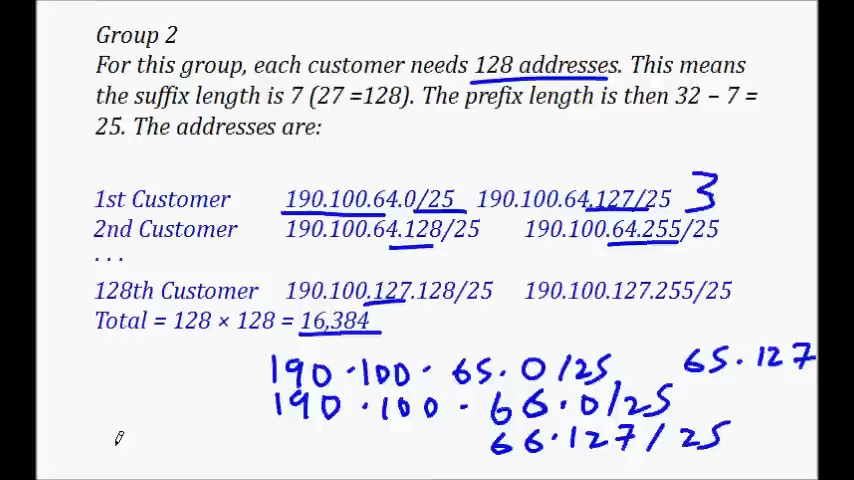 Group 2
For this group, each customer needs 128 addresses. This means
the suffix length is 7 (27 =128). The prefix length is then 32 − 7 =
25. The addresses are:
1st Customer 190.100.64.0/25 190.100.64.127/25 3
2nd Customer 190.100.64.128/25 190.100.64.255/25
· · ·
128th Customer 190.100.127.128/25 190.100.127.255/25
Total = 128 × 128 = 16,384
190.100.65.0/25 65.127
190.100.66.0/25
66.127/25